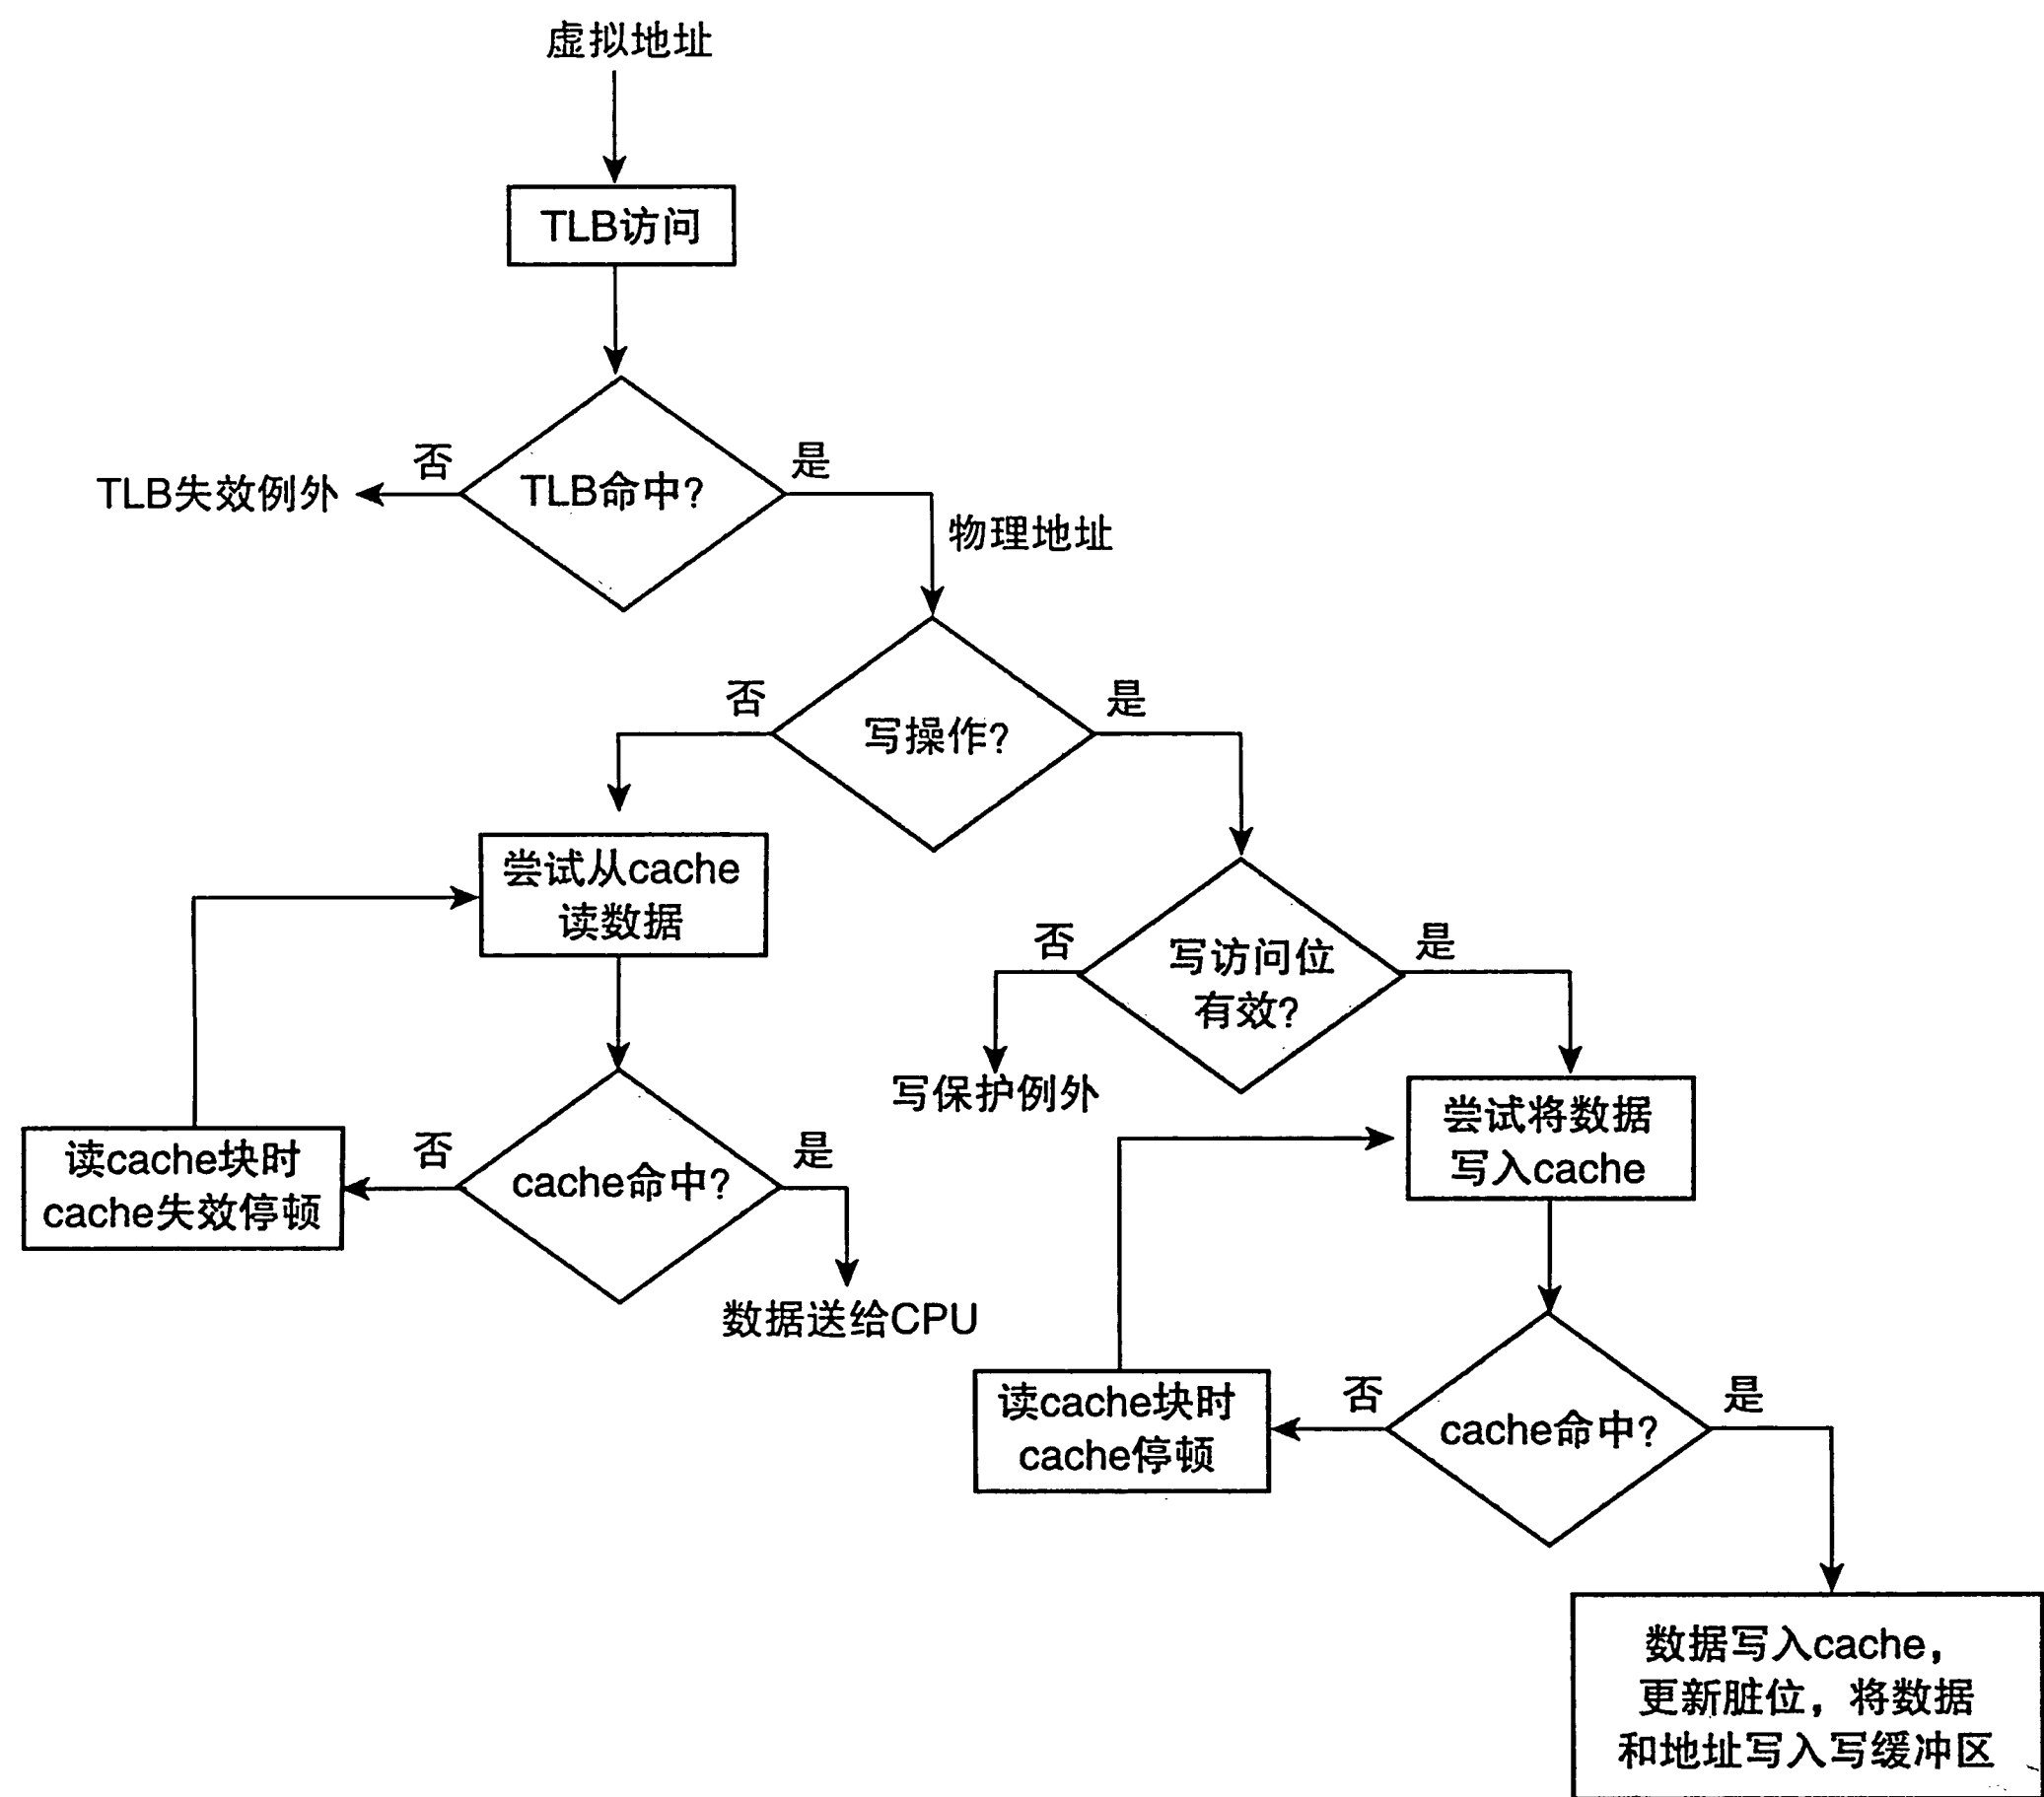 虚拟地址
TLB访问
否
是
TLB失效例外
TLB命中?
物理地址
否
是
写操作?
尝试从cache
读数据
否
是
写访问位
有效?
写保护例外
尝试将数据
写入cache
读cache块时
cache失效停顿
否
是
cache命中?
数据送给CPU
读cache块时
cache停顿
否
是
cache命中?
数据写入cache，
更新脏位，将数据
和地址写入写缓冲区